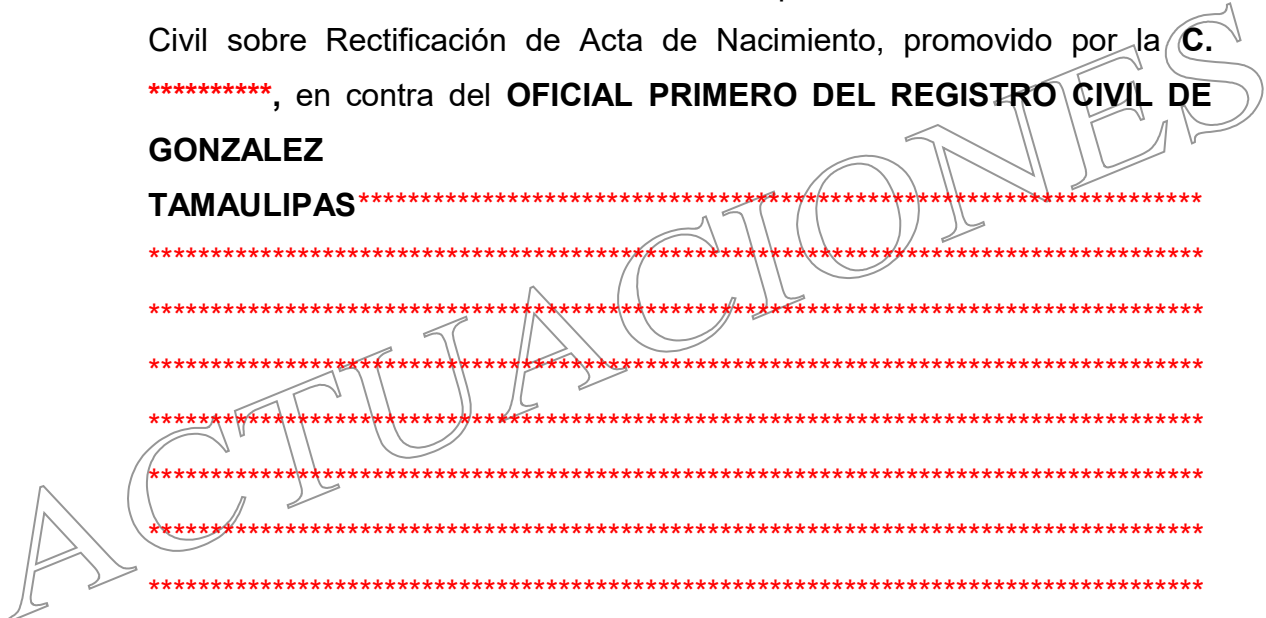 Civil sobre Rectificación de Acta de Nacimiento, promovido por la C.
**********, en contra del OFICIAL PRIMERO DEL REGISTRO CIVIL DE
GONZALEZ
TAMAULIPAS********************************************************************
*************************************************************************************
*************************************************************************************
*************************************************************************************
*************************************************************************************
*************************************************************************************
*************************************************************************************
*************************************************************************************
ACTUACIONES